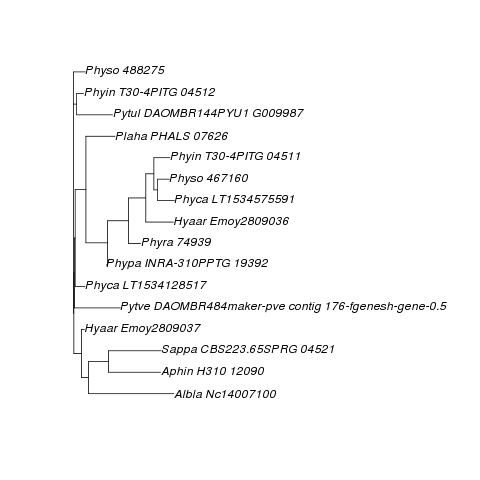 Physo 488275
Phyin T30-4PITG 04512
Pytul DAOMBR144PYU1 G009987
Plaha PHALS 07626
Phyin T30-4PITG 04511
Physo 467160
Phyca LT1534575591
Hyaar Emoy2809036
Phyra 74939
Phypa INRA-310PPTG 19392
Phyca LT1534128517
Pytve DAOMBR484maker-pve contig 176-fgenesh-gene-0.5
Hyaar Emoy2809037
Sappa CBS223.65SPRG 04521
Aphin H310 12090
Albla Nc14007100